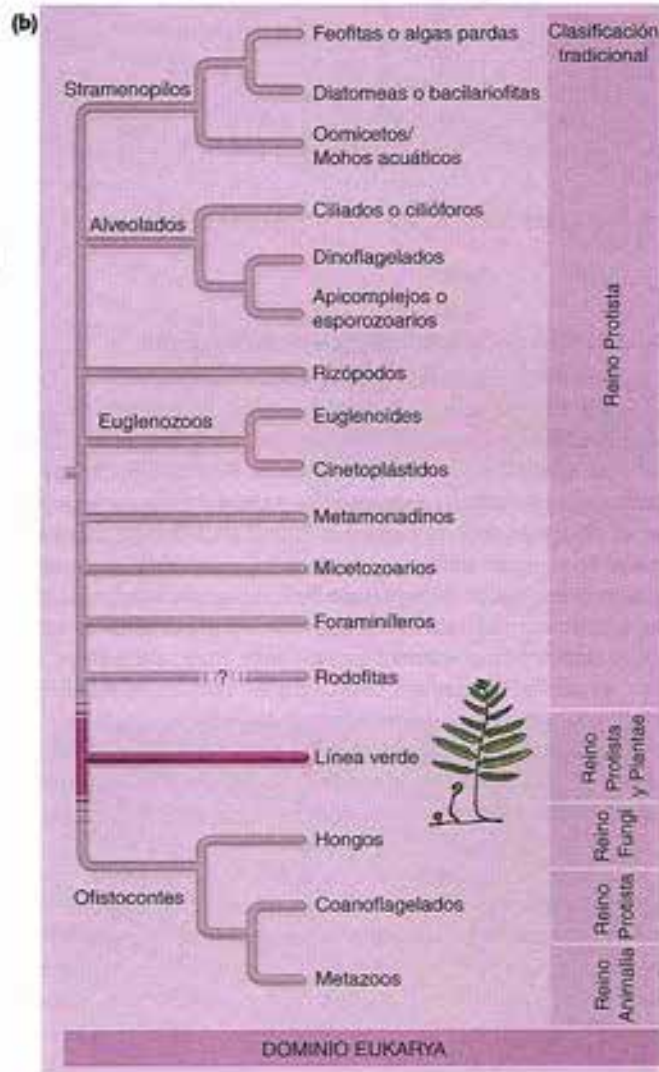 (b)
Feofitas o algas pardas
Clasificación
tradicional
Stramenopilos
Diatomeas o bacilariofitas
Oomicetos/
Mohos acuáticos
Ciliados o cilióforos
Alveolados
Dinoflagelados
Apicomplejos o
esporozoarios
Reino Protista
Rizópodos
Euglenozoos
Euglenoides
Cinetoplástidos
Metamonadinos
Micetozoarios
Foraminíferos
?
Rodofitas
Línea verde
Reino
Protista
y Plantae
Hongos
Reino
Fungi
Ofistocontes
Coanoflagelados
Reino
Protista
Metazoos
Reino
Animalia
DOMINIO EUKARYA